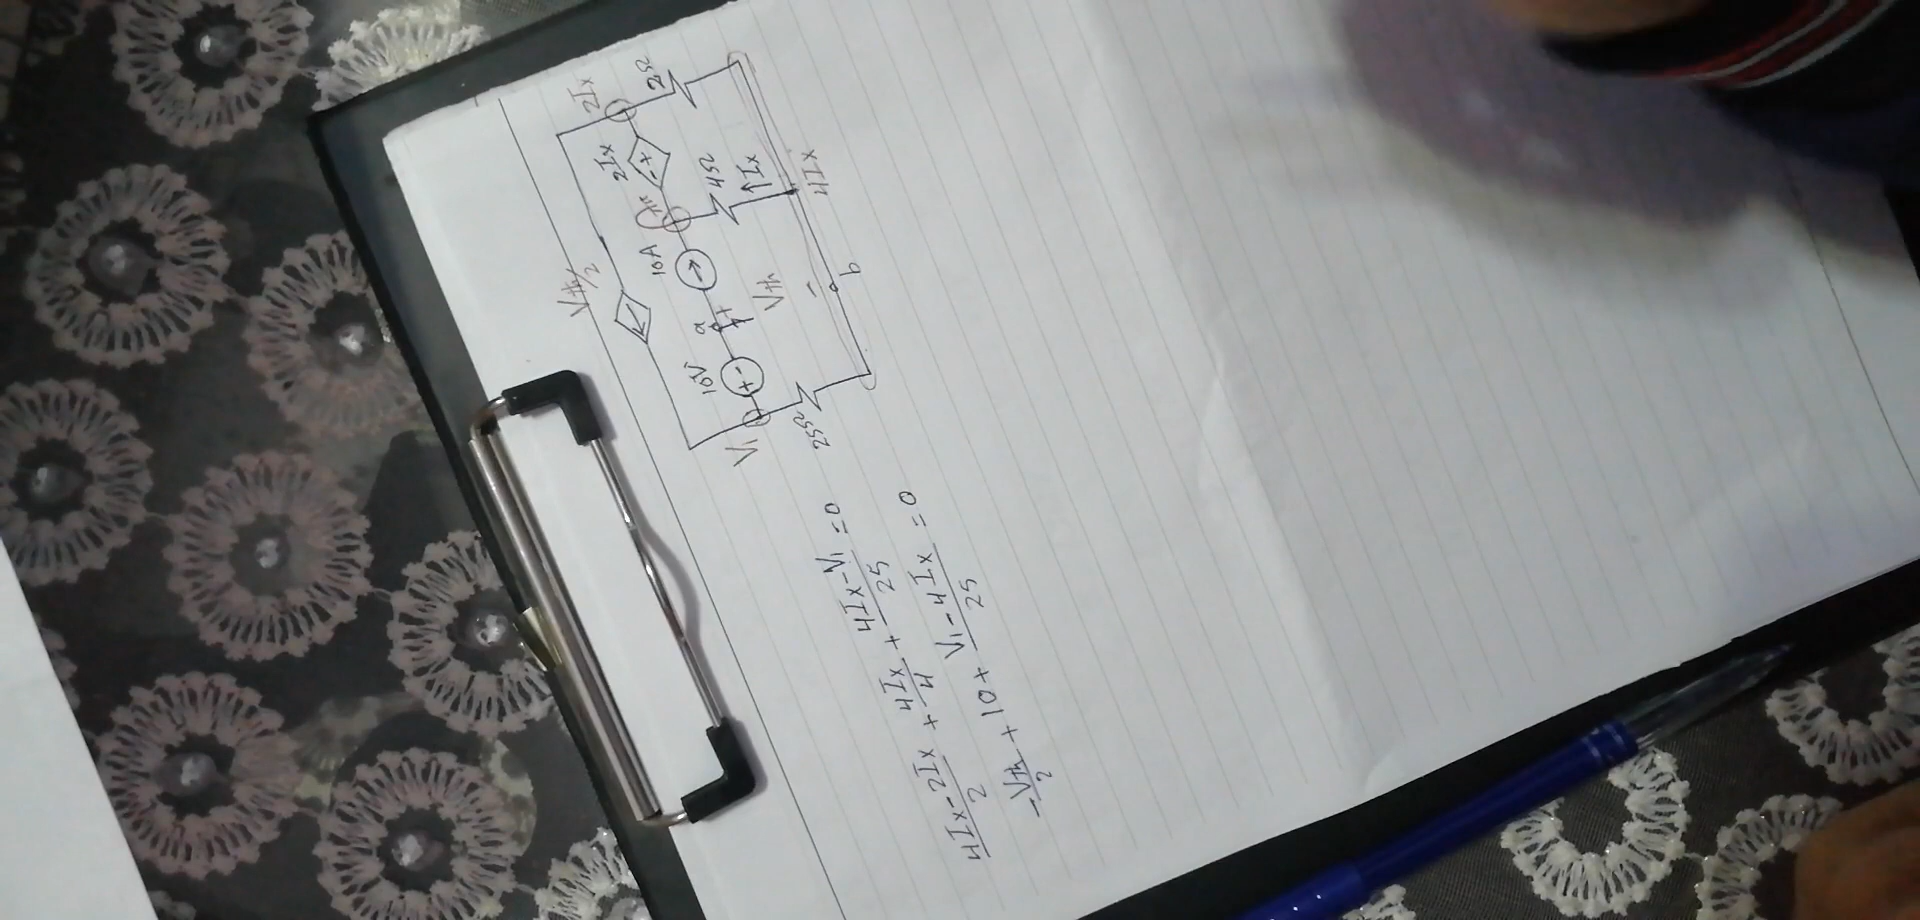 Vth/2
10V
a
10A
2Ix
2Ix
V1
+ -
+
- +
25Ω
Vth
-
4Ω
↑Ix
2Ω
b
4Ix
4Ix-2Ix/2 + 4Ix/4 + 4Ix-V1/25 = 0
-Vth/2 + 10 + V1-4Ix/25 = 0